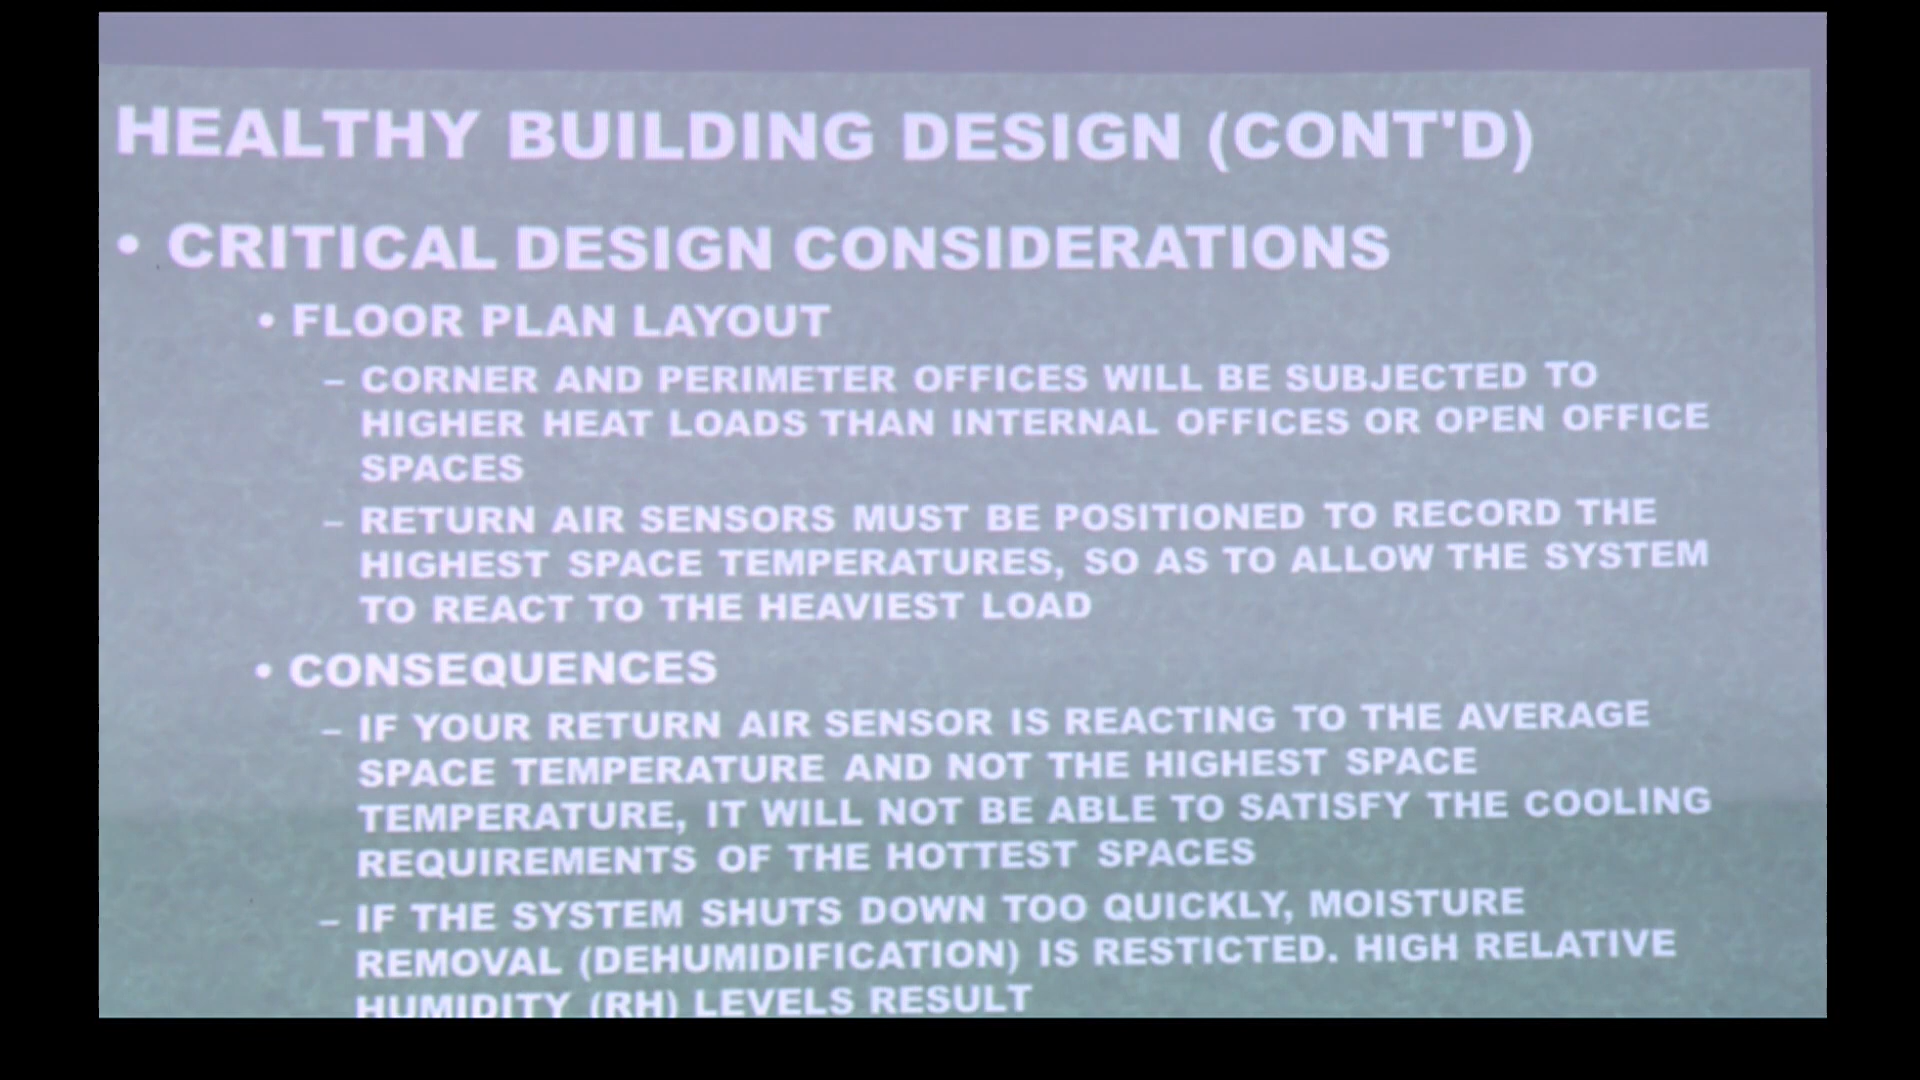 HEALTHY BUILDING DESIGN (CONT'D)
• CRITICAL DESIGN CONSIDERATIONS
• FLOOR PLAN LAYOUT
– CORNER AND PERIMETER OFFICES WILL BE SUBJECTED TO
HIGHER HEAT LOADS THAN INTERNAL OFFICES OR OPEN OFFICE
SPACES
– RETURN AIR SENSORS MUST BE POSITIONED TO RECORD THE
HIGHEST SPACE TEMPERATURES, SO AS TO ALLOW THE SYSTEM
TO REACT TO THE HEAVIEST LOAD
• CONSEQUENCES
– IF YOUR RETURN AIR SENSOR IS REACTING TO THE AVERAGE
SPACE TEMPERATURE AND NOT THE HIGHEST SPACE
TEMPERATURE, IT WILL NOT BE ABLE TO SATISFY THE COOLING
REQUIREMENTS OF THE HOTTEST SPACES
– IF THE SYSTEM SHUTS DOWN TOO QUICKLY, MOISTURE
REMOVAL (DEHUMIDIFICATION) IS RESTICTED. HIGH RELATIVE
HUMIDITY (RH) LEVELS RESULT